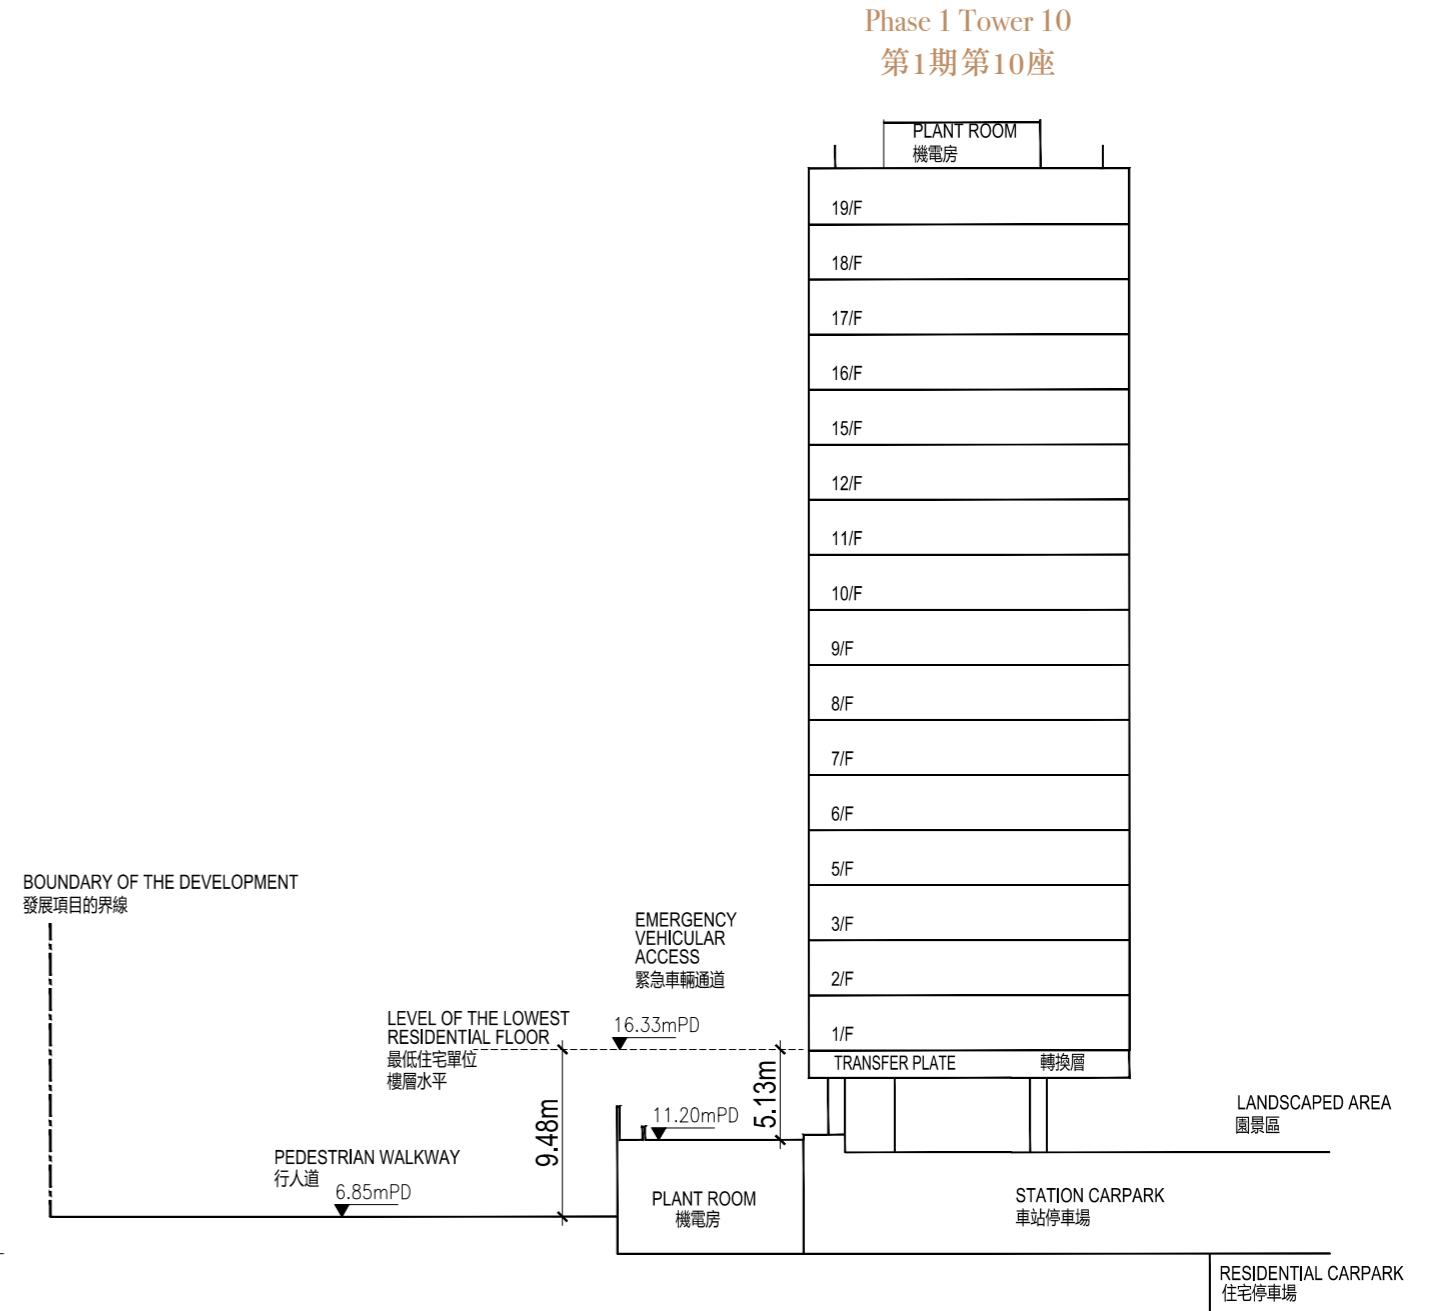 Phase 1 Tower 10
第1期第10座
PLANT ROOM
機電房
19/F
18/F
17/F
16/F
15/F
12/F
11/F
10/F
9/F
8/F
7/F
6/F
5/F
3/F
2/F
1/F
TRANSFER PLATE 轉換層
BOUNDARY OF THE DEVELOPMENT
發展項目的界線
EMERGENCY
VEHICULAR
ACCESS
緊急車輛通道
LEVEL OF THE LOWEST
RESIDENTIAL FLOOR
最低住宅單位
樓層水平
16.33mPD
9.48m
5.13m
11.20mPD
PEDESTRIAN WALKWAY
行人道
6.85mPD
PLANT ROOM
機電房
LANDSCAPED AREA
園景區
STATION CARPARK
車站停車場
RESIDENTIAL CARPARK
住宅停車場